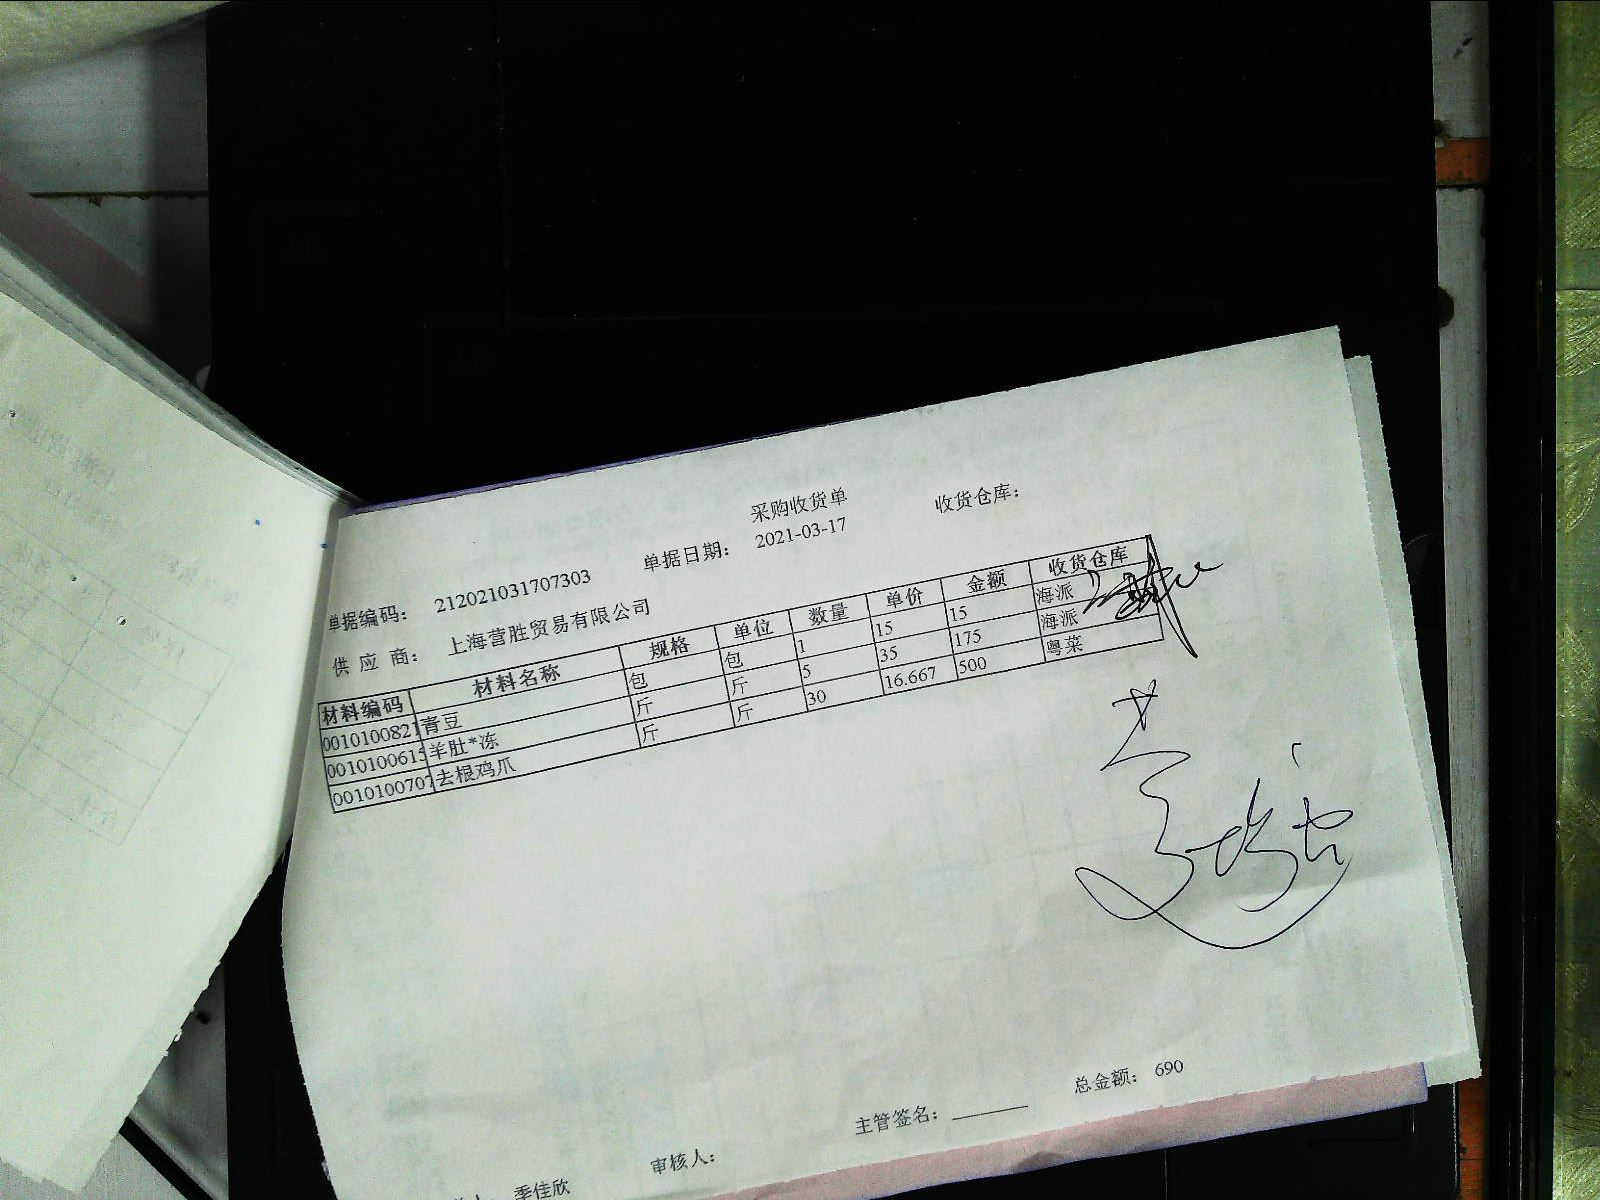 采购收货单
单据编码： 212021031707303 单据日期： 2021-03-17 收货仓库：
供 应 商： 上海营胜贸易有限公司
材料编码 材料名称 规格 单位 数量 单价 金额 收货仓库
001010082 青豆 包 包 1 15 15 海派
001010061 羊肚*冻 斤 斤 5 35 175 海派
001010070 去根鸡爪 斤 斤 30 16.667 500 粤菜
总金额： 690
主管签名：
审核人：
季佳欣